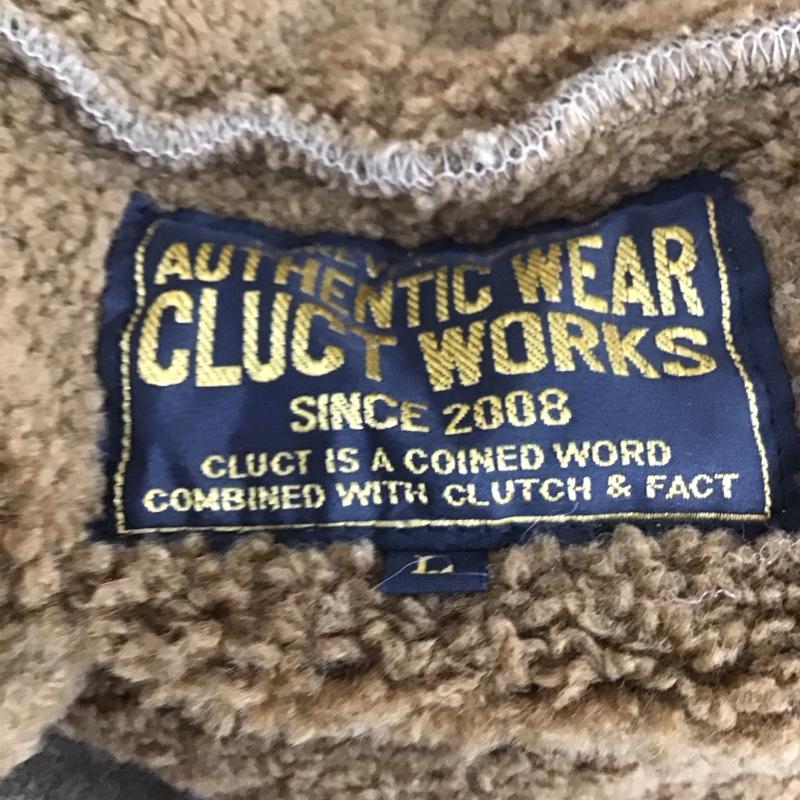 AUTHENTIC WEAR
CLUCT WORKS
SINCE 2008
CLUCT IS A COINED WORD
COMBINED WITH CLUTCH & FACT
L